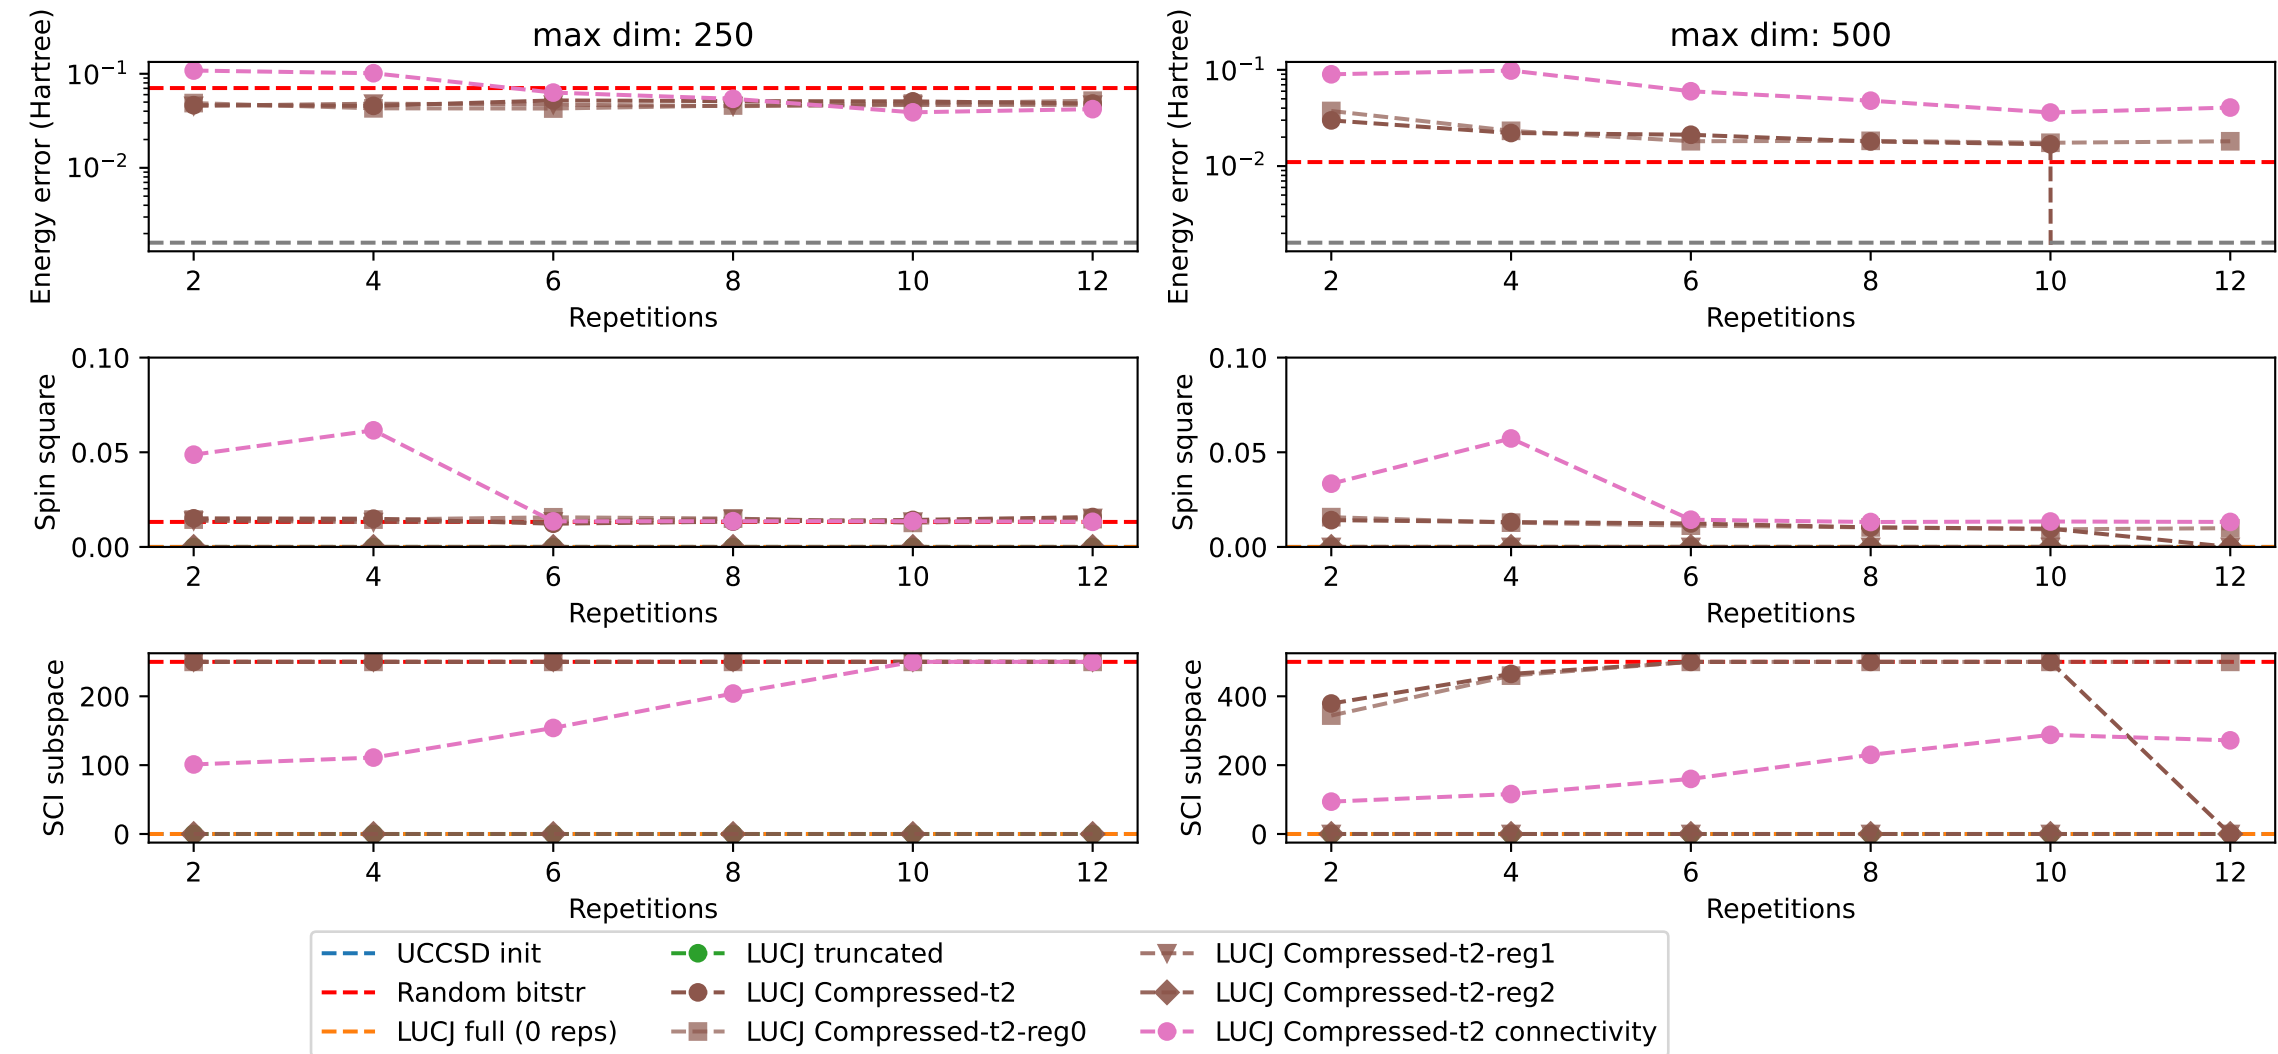 max dim: 250
Energy error (Hartree)
10⁻¹
10⁻²
2 4 6 8 10 12
Repetitions
max dim: 500
Energy error (Hartree)
10⁻¹
10⁻²
2 4 6 8 10 12
Repetitions
Spin square
0.10
0.05
0.00
2 4 6 8 10 12
Repetitions
Spin square
0.10
0.05
0.00
2 4 6 8 10 12
Repetitions
SCI subspace
200
100
0
2 4 6 8 10 12
Repetitions
SCI subspace
400
200
0
2 4 6 8 10 12
Repetitions
UCCSD init
Random bitstr
LUCJ full (0 reps)
LUCJ truncated
LUCJ Compressed-t2
LUCJ Compressed-t2-reg0
LUCJ Compressed-t2-reg1
LUCJ Compressed-t2-reg2
LUCJ Compressed-t2 connectivity